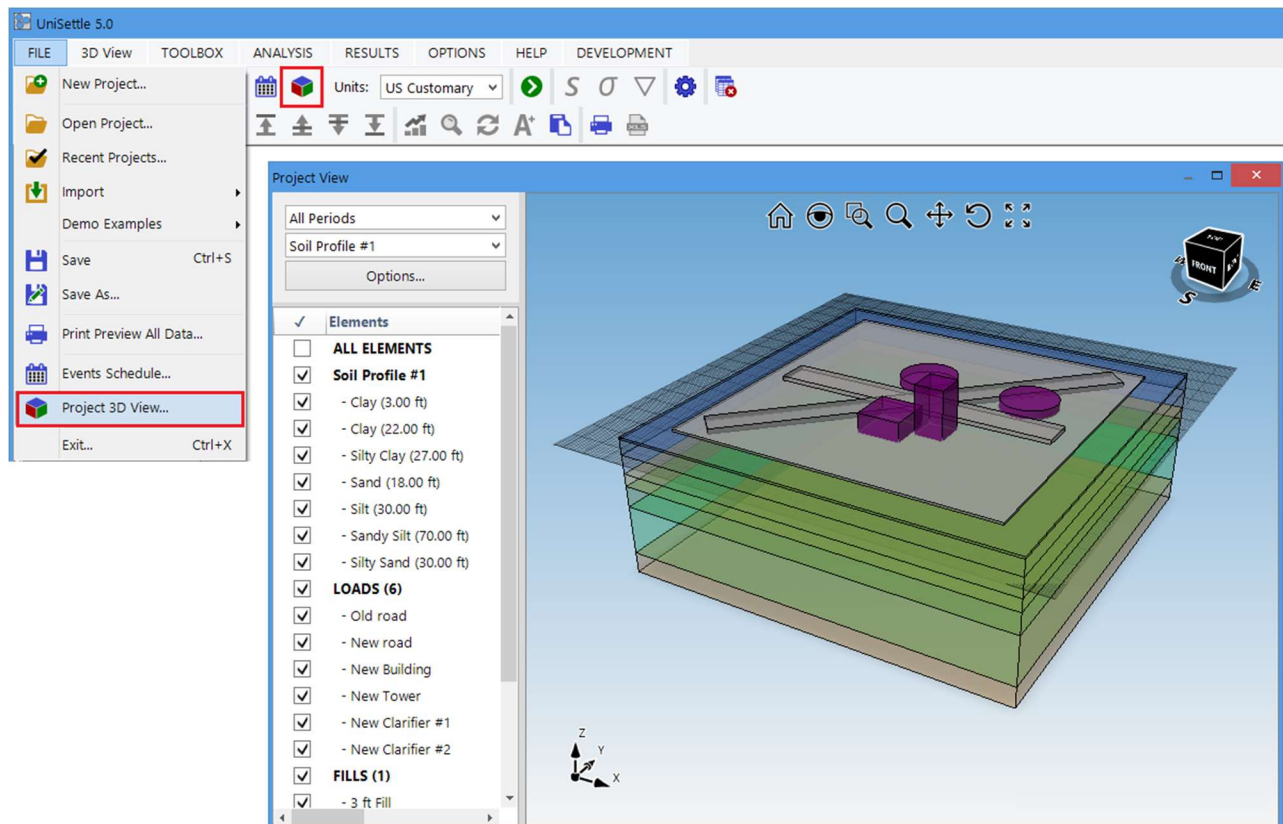 UniSettle 5.0
FILE 3D View TOOLBOX ANALYSIS RESULTS OPTIONS HELP DEVELOPMENT
New Project...
Units: US Customary
Open Project...
Recent Projects...
Import
Demo Examples
Save Ctrl+S
Save As...
Print Preview All Data...
Events Schedule...
Project 3D View...
Exit... Ctrl+X
Project View
All Periods
Soil Profile #1
Options...
Elements
ALL ELEMENTS
Soil Profile #1
- Clay (3.00 ft)
- Clay (22.00 ft)
- Silty Clay (27.00 ft)
- Sand (18.00 ft)
- Silt (30.00 ft)
- Sandy Silt (70.00 ft)
- Silty Sand (30.00 ft)
LOADS (6)
- Old road
- New road
- New Building
- New Tower
- New Clarifier #1
- New Clarifier #2
FILLS (1)
- 3 ft Fill
FRONT
S
E
Z
Y
X